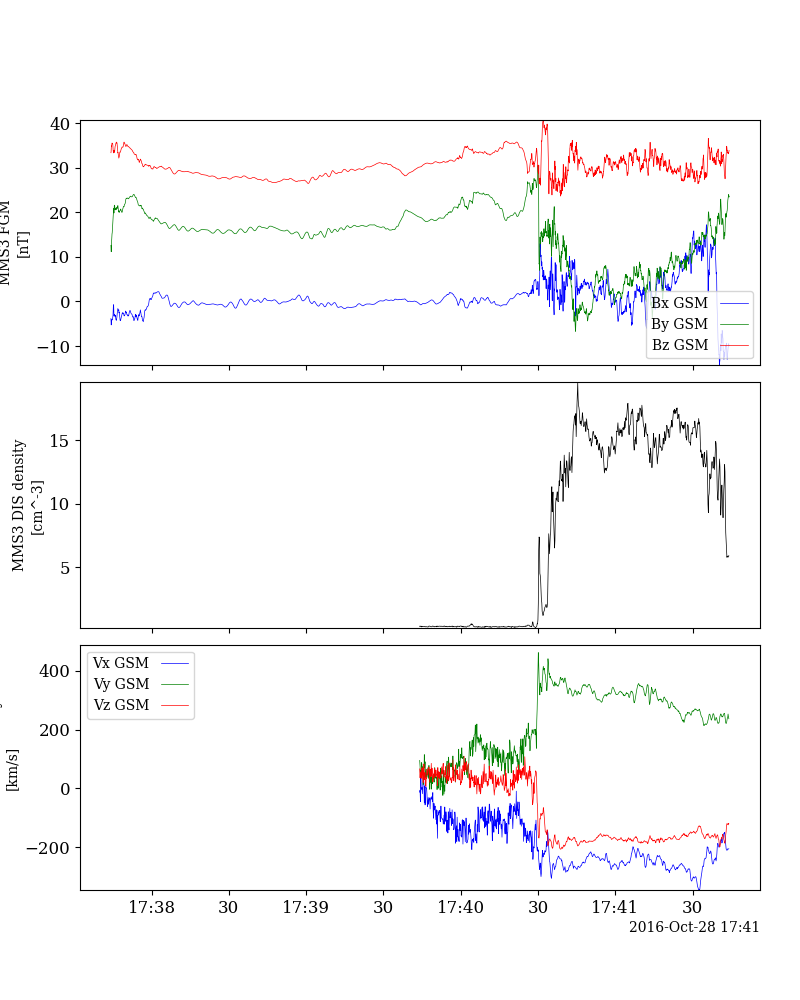 40
30
20
10
0
−10
MMS3 FGM
[nT]
Bx GSM
By GSM
Bz GSM
15
10
5
MMS3 DIS density
[cm^-3]
400
200
0
−200
[km/s]
Vx GSM
Vy GSM
Vz GSM
17:38 30 17:39 30 17:40 30 17:41 30
2016-Oct-28 17:41